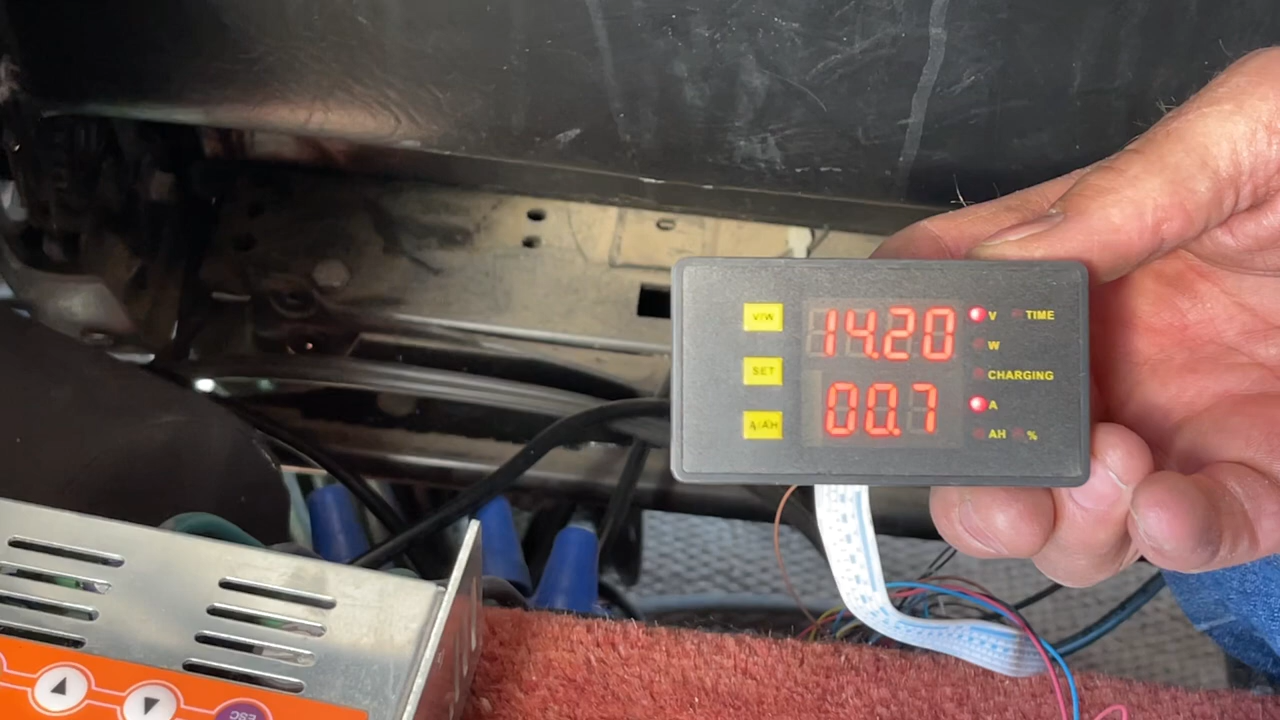 V/W
14.20
V TIME
W
SET
CHARGING
00.7
A
A/AH
AH %
ESC